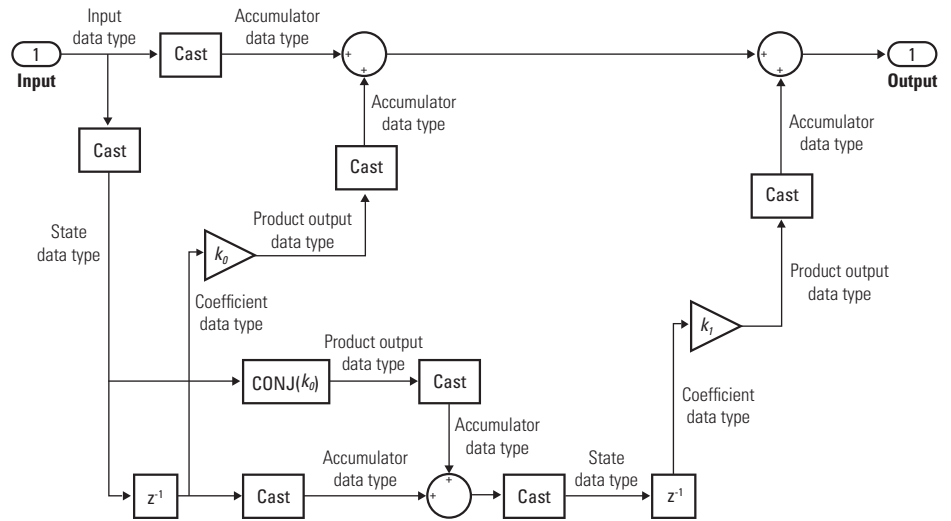 Input
data type
Accumulator
data type
1
Input
Cast
+
+
+
+
1
Output
Cast
Accumulator
data type
Cast
Accumulator
data type
Cast
State
data type
Product output
data type
k0
Product output
data type
Coefficient
data type
k1
Product output
data type
CONJ(k0)
Cast
Coefficient
data type
Accumulator
data type
Accumulator
data type
State
data type
z-1
Cast
+
+
Cast
z-1